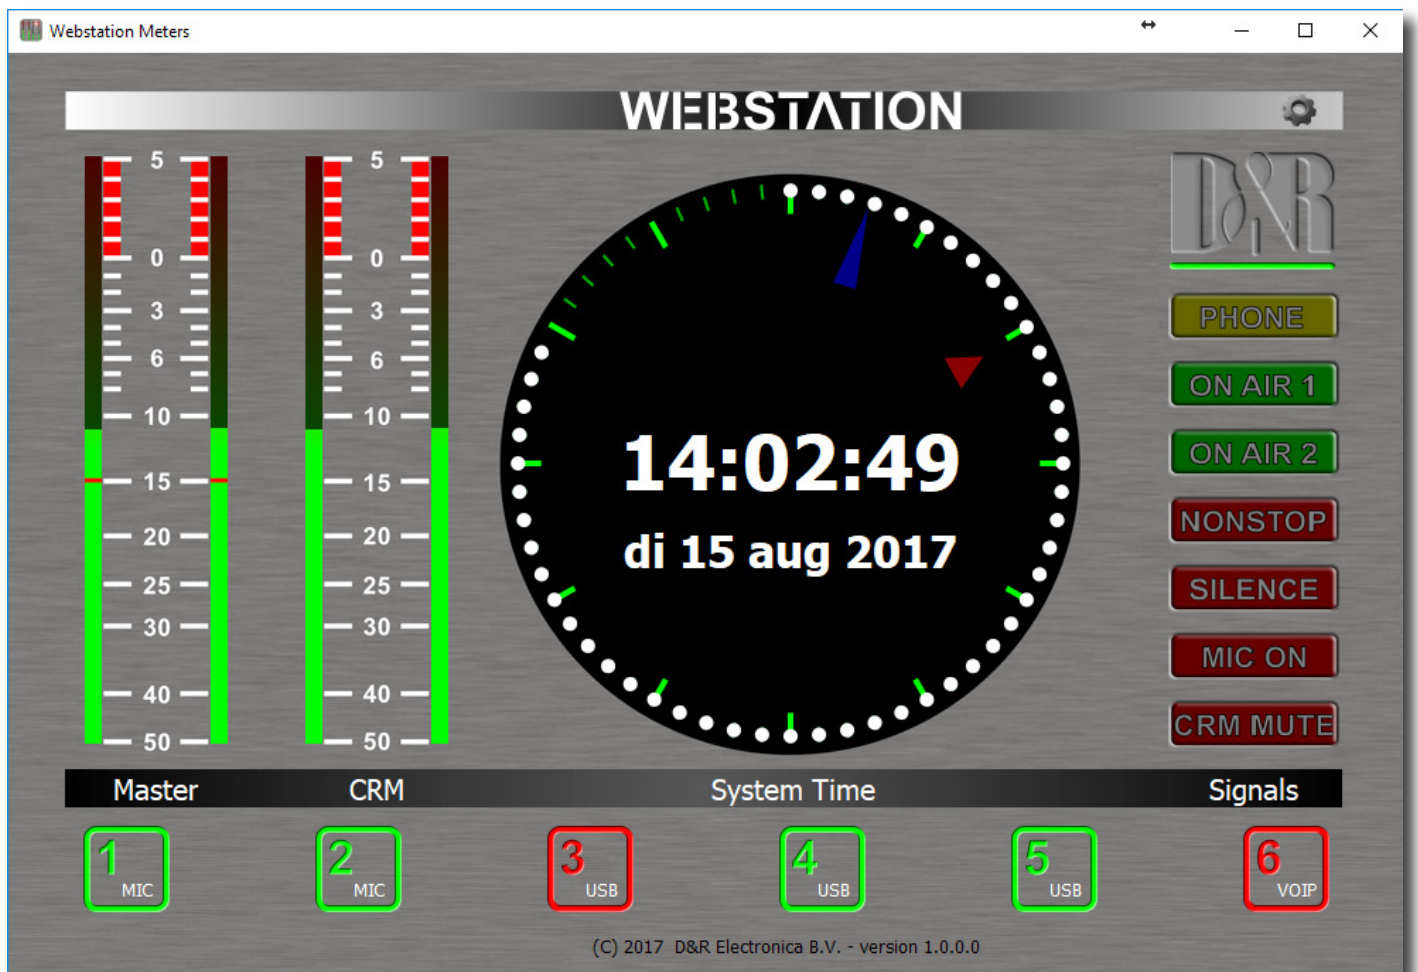 Webstation Meters
WEBSTATION
5 5
0 0
3 3
6 6
10 10
15 15
20 20
25 25
30 30
40 40
50 50
14:02:49
di 15 aug 2017
D&R
PHONE
ON AIR 1
ON AIR 2
NONSTOP
SILENCE
MIC ON
CRM MUTE
Master CRM System Time Signals
1 MIC
2 MIC
3 USB
4 USB
5 USB
6 VOIP
(C) 2017 D&R Electronica B.V. - version 1.0.0.0